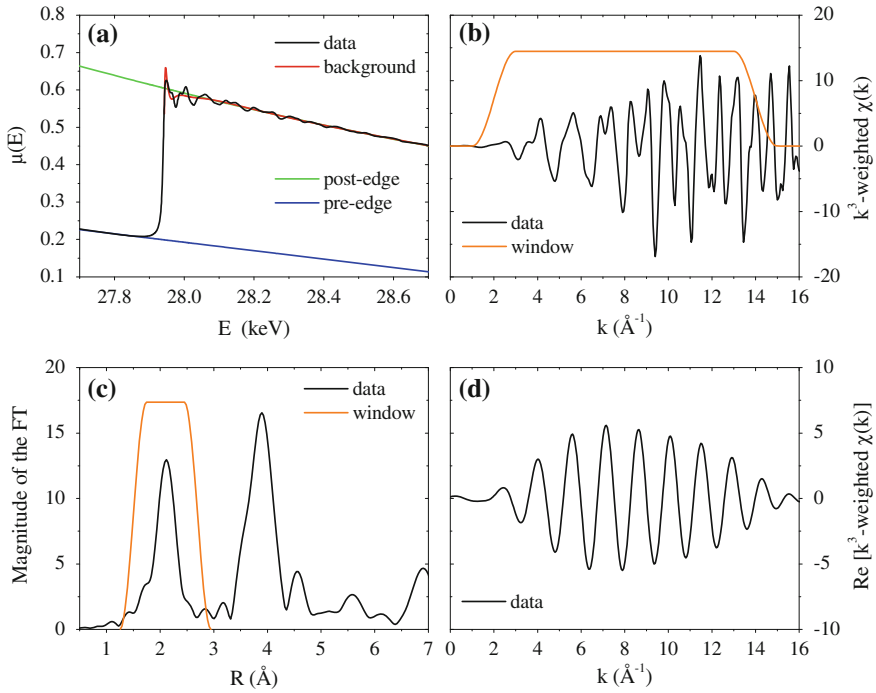 (a)
data
background
post-edge
pre-edge
μ(E)
0.8
0.7
0.6
0.5
0.4
0.3
0.2
0.1
27.8
28.0
28.2
28.4
28.6
E (keV)
(b)
data
window
20
10
0
-10
-20
k³-weighted χ(k)
0
2
4
6
8
10
12
14
16
k (Å⁻¹)
(c)
data
window
Magnitude of the FT
20
15
10
5
0
1
2
3
4
5
6
7
R (Å)
(d)
data
10
5
0
-5
-10
Re [k³-weighted χ(k)]
0
2
4
6
8
10
12
14
16
k (Å⁻¹)